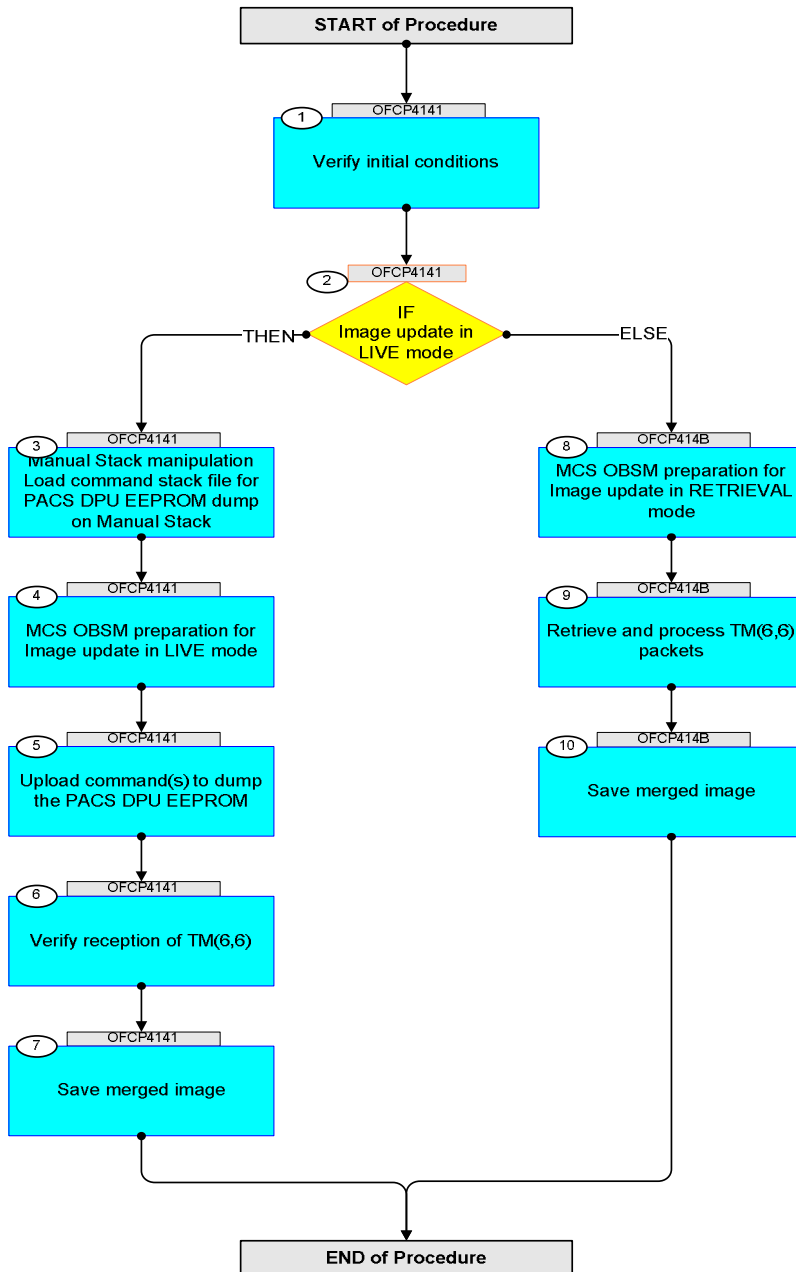 START of Procedure
OFCP4141
1
Verify initial conditions
OFCP4141
2
IF
Image update in
LIVE mode
THEN
ELSE
OFCP4141
3
Manual Stack manipulation
Load command stack file for
PACS DPU EEPROM dump
on Manual Stack
OFCP4141
4
MCS OBSM preparation for
Image update in LIVE mode
OFCP4141
5
Upload command(s) to dump
the PACS DPU EEPROM
OFCP4141
6
Verify reception of TM(6,6)
OFCP4141
7
Save merged image
OFCP414B
8
MCS OBSM preparation for
Image update in RETRIEVAL
mode
OFCP414B
9
Retrieve and process TM(6,6)
packets
OFCP414B
10
Save merged image
END of Procedure